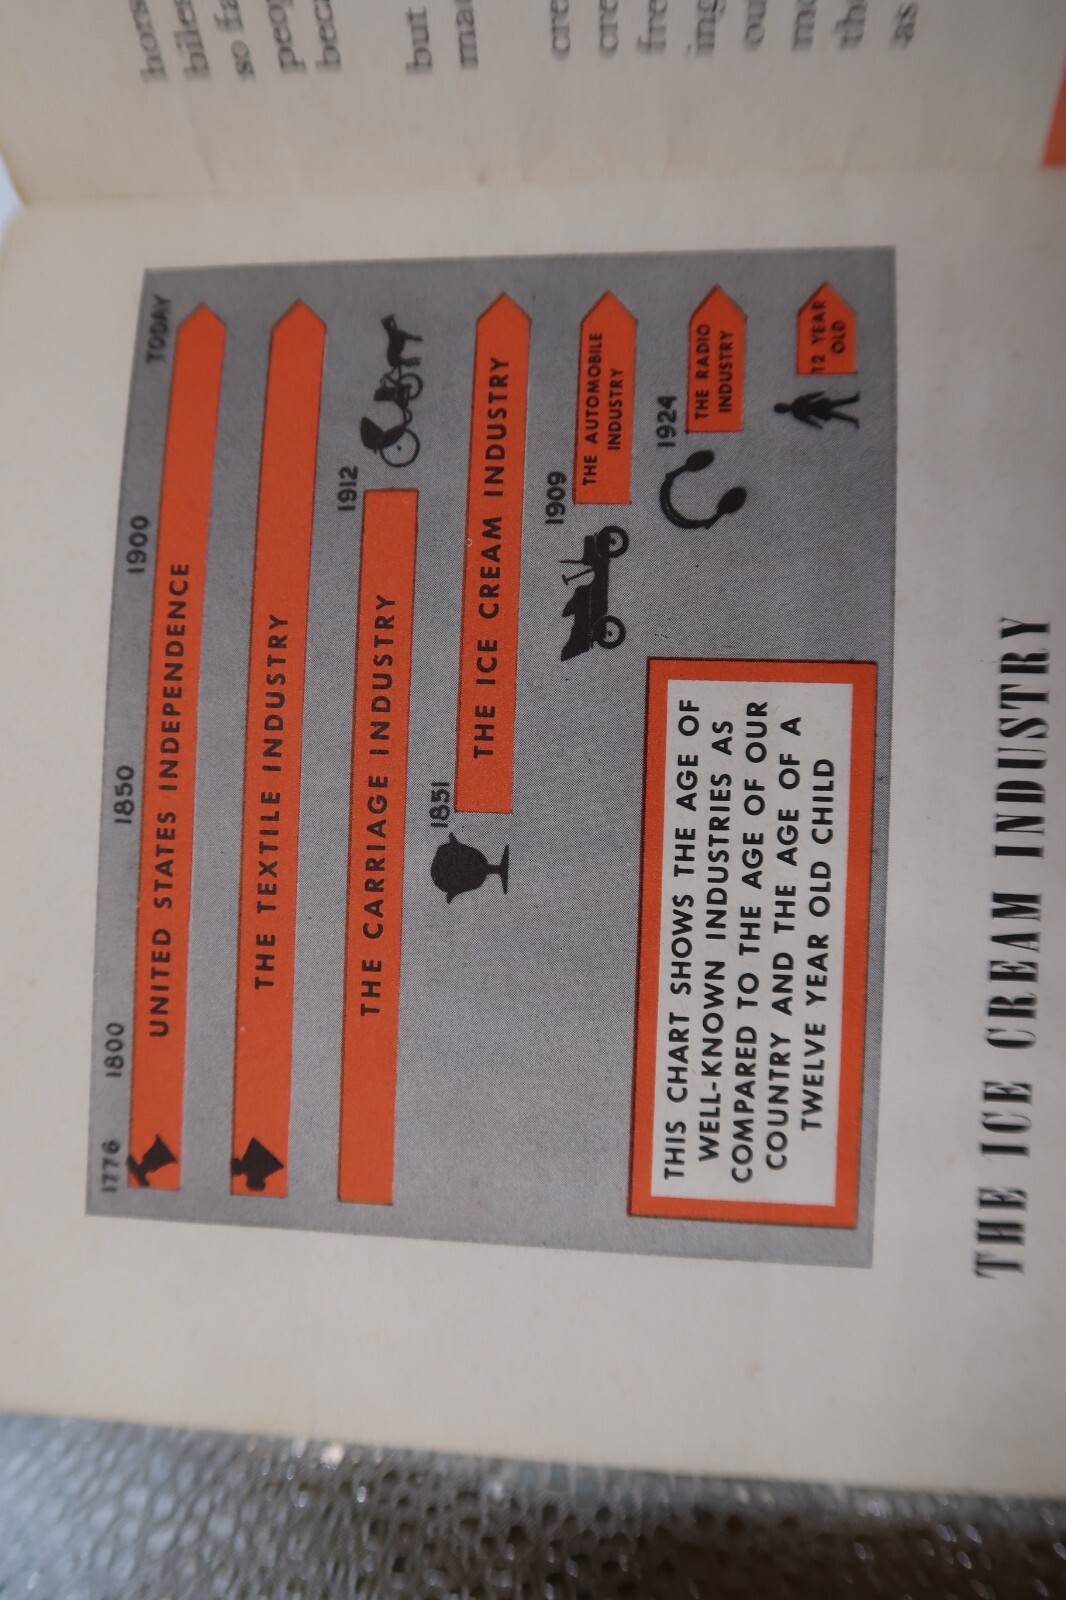 1776 1800 1850 1900 TODAY
UNITED STATES INDEPENDENCE
THE TEXTILE INDUSTRY
1912
THE CARRIAGE INDUSTRY
1851
THE ICE CREAM INDUSTRY
1909
THE AUTOMOBILE
INDUSTRY
1924
THE RADIO
INDUSTRY
12 YEAR
OLD
THIS CHART SHOWS THE AGE OF
WELL-KNOWN INDUSTRIES AS
COMPARED TO THE AGE OF OUR
COUNTRY AND THE AGE OF A
TWELVE YEAR OLD CHILD
THE ICE CREAM INDUSTRY
but